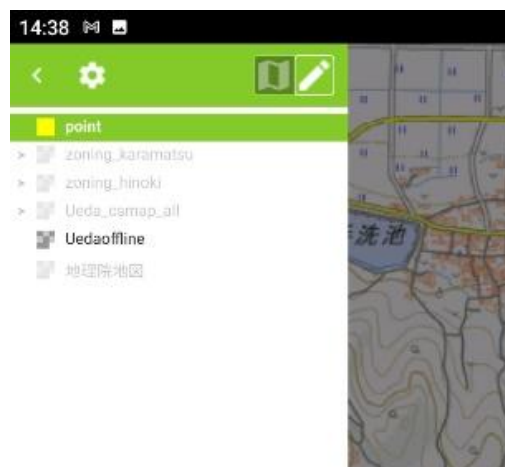 14:38
point
zoning_karamatsu
zoning_hinoki
Ueda_csmap_all
Uedaoffline
地理院地図
洗池